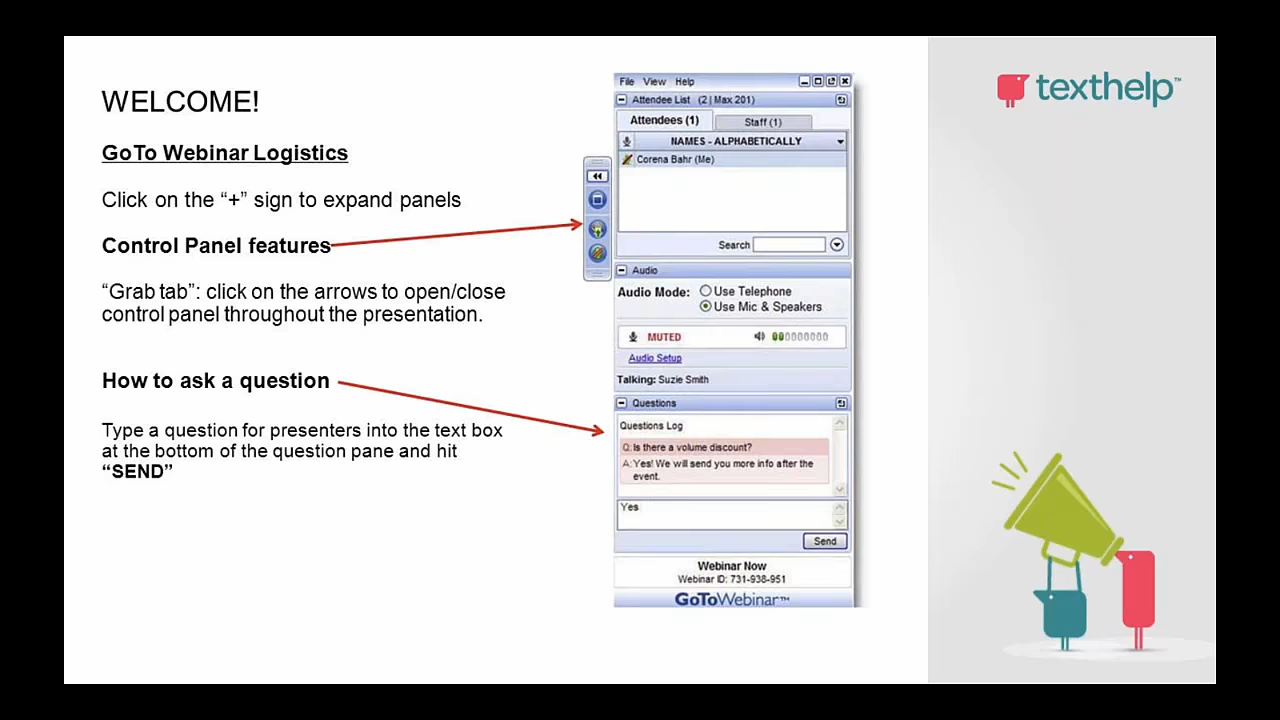 WELCOME!
GoTo Webinar Logistics
Click on the “+” sign to expand panels
Control Panel features
“Grab tab”: click on the arrows to open/close
control panel throughout the presentation.
How to ask a question
Type a question for presenters into the text box
at the bottom of the question pane and hit
“SEND”
File View Help
Attendee List (2 | Max 201)
Attendees (1) Staff (1)
NAMES - ALPHABETICALLY
Corena Bahr (Me)
Search
Audio
Audio Mode: Use Telephone
Use Mic & Speakers
MUTED
Audio Setup
Talking: Suzie Smith
Questions
Questions Log
Q: Is there a volume discount?
A: Yes! We will send you more info after the
event.
Yes
Send
Webinar Now
Webinar ID: 731-938-951
GoToWebinar™
texthelp™